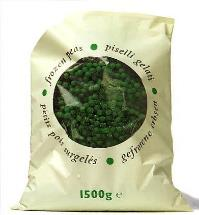 frozen peas • piselli gelati •
petits pois surgelés • gefrorene erbsen
1500g e